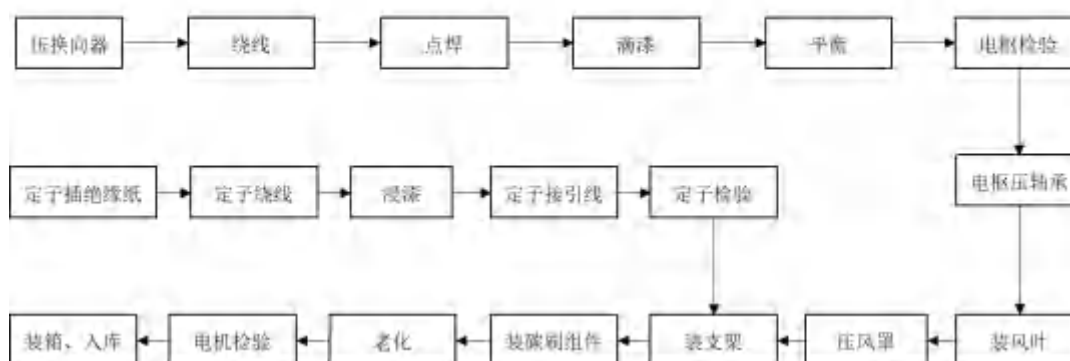 压换向器
绕线
点焊
滴漆
平衡
电枢检验
定子插绝缘纸
定子绕线
浸漆
定子接引线
定子检验
电枢压轴承
装箱、入库
电机检验
老化
装碳刷组件
装支架
压风罩
装风叶